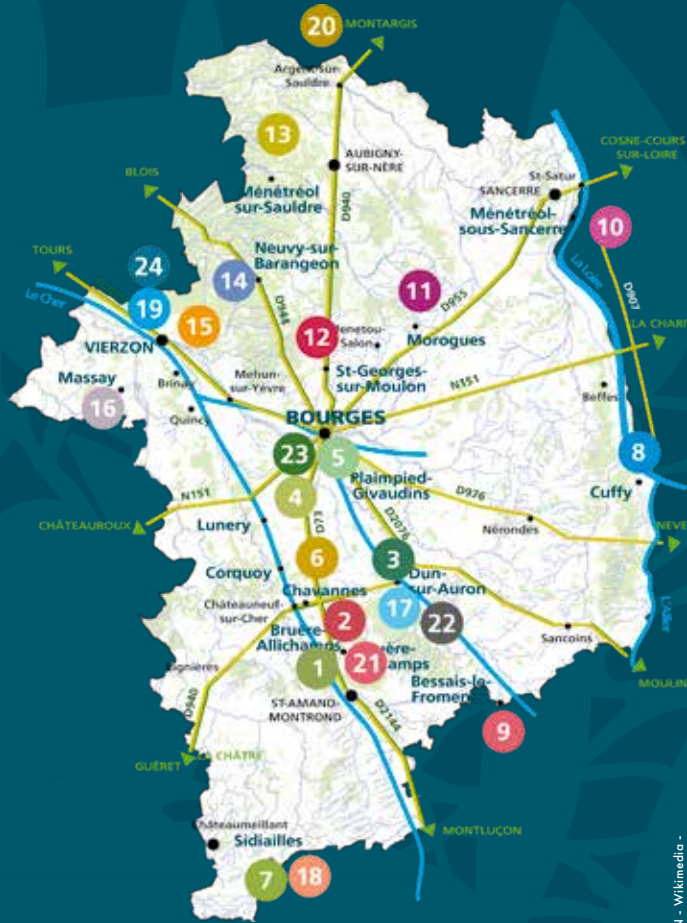 20
MONTARGIS
Argent-sur-
Sauldre
13
AUBIGNY-
SUR-NÈRE
COSNE-COURS
SUR-LOIRE
BLOIS
Ménétréol
sur-Sauldre
D940
St-Satur
SANCERRE
Ménétréol-
sous-Sancerre
10
TOURS
Neuvy-sur-
Barangeon
24
14
La Loire
Le Cher
19
11
D907
15
D944
D955
LA CHARI
12
Menetou-
Salon
Morogues
VIERZON
St-Georges-
sur-Moulon
N151
Massay
Brinay
Mehun-
sur-Yèvre
Beffes
16
Quincy
BOURGES
23
5
8
Plaimpied-
Givaudins
Cuffy
4
N151
D976
CHÂTEAUROUX
Lunery
D73
D2076
Nérondes
NEVE
6
3
Corquoy
Dun-
sur-Auron
Chavannes
Châteauneuf-
sur-Cher
2
17
22
L'Allier
Bruère-
Allichamps
Sancoins
21
amps
1
Bessais-le-
MOULIN
ST-AMAND-
MONTROND
D2144
9
D940
GUÉRET
LA CHÂTRE
MONTLUÇON
Châteaumeillant
Sidiailles
7
18
- Wikimedia -